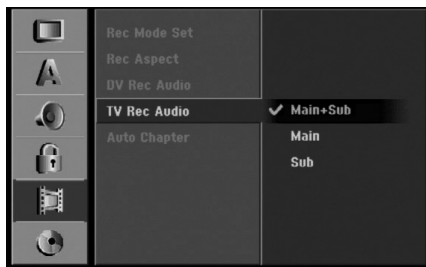 Rec Mode Set
Rec Aspect
DV Rec Audio
TV Rec Audio
Auto Chapter
✔ Main+Sub
Main
Sub